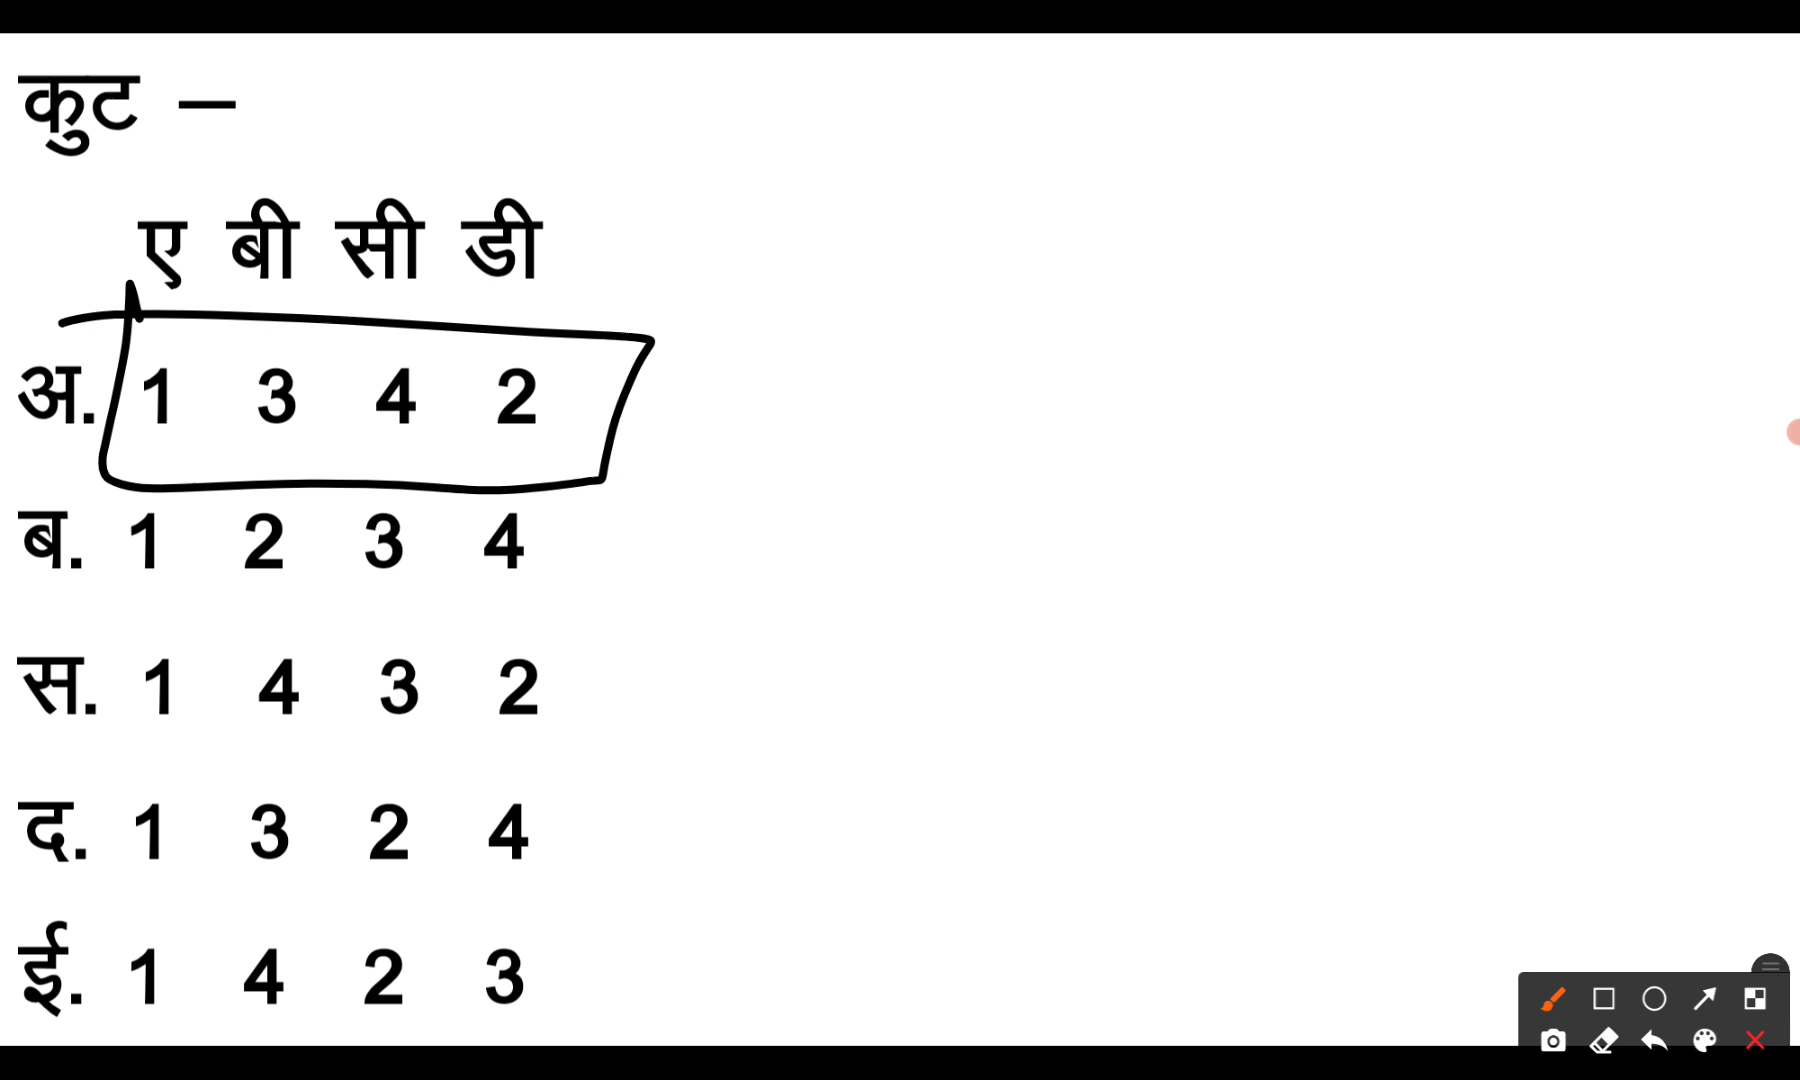 कुट –
ए बी सी डी
अ. 1 3 4 2
ब. 1 2 3 4
स. 1 4 3 2
द. 1 3 2 4
ई. 1 4 2 3